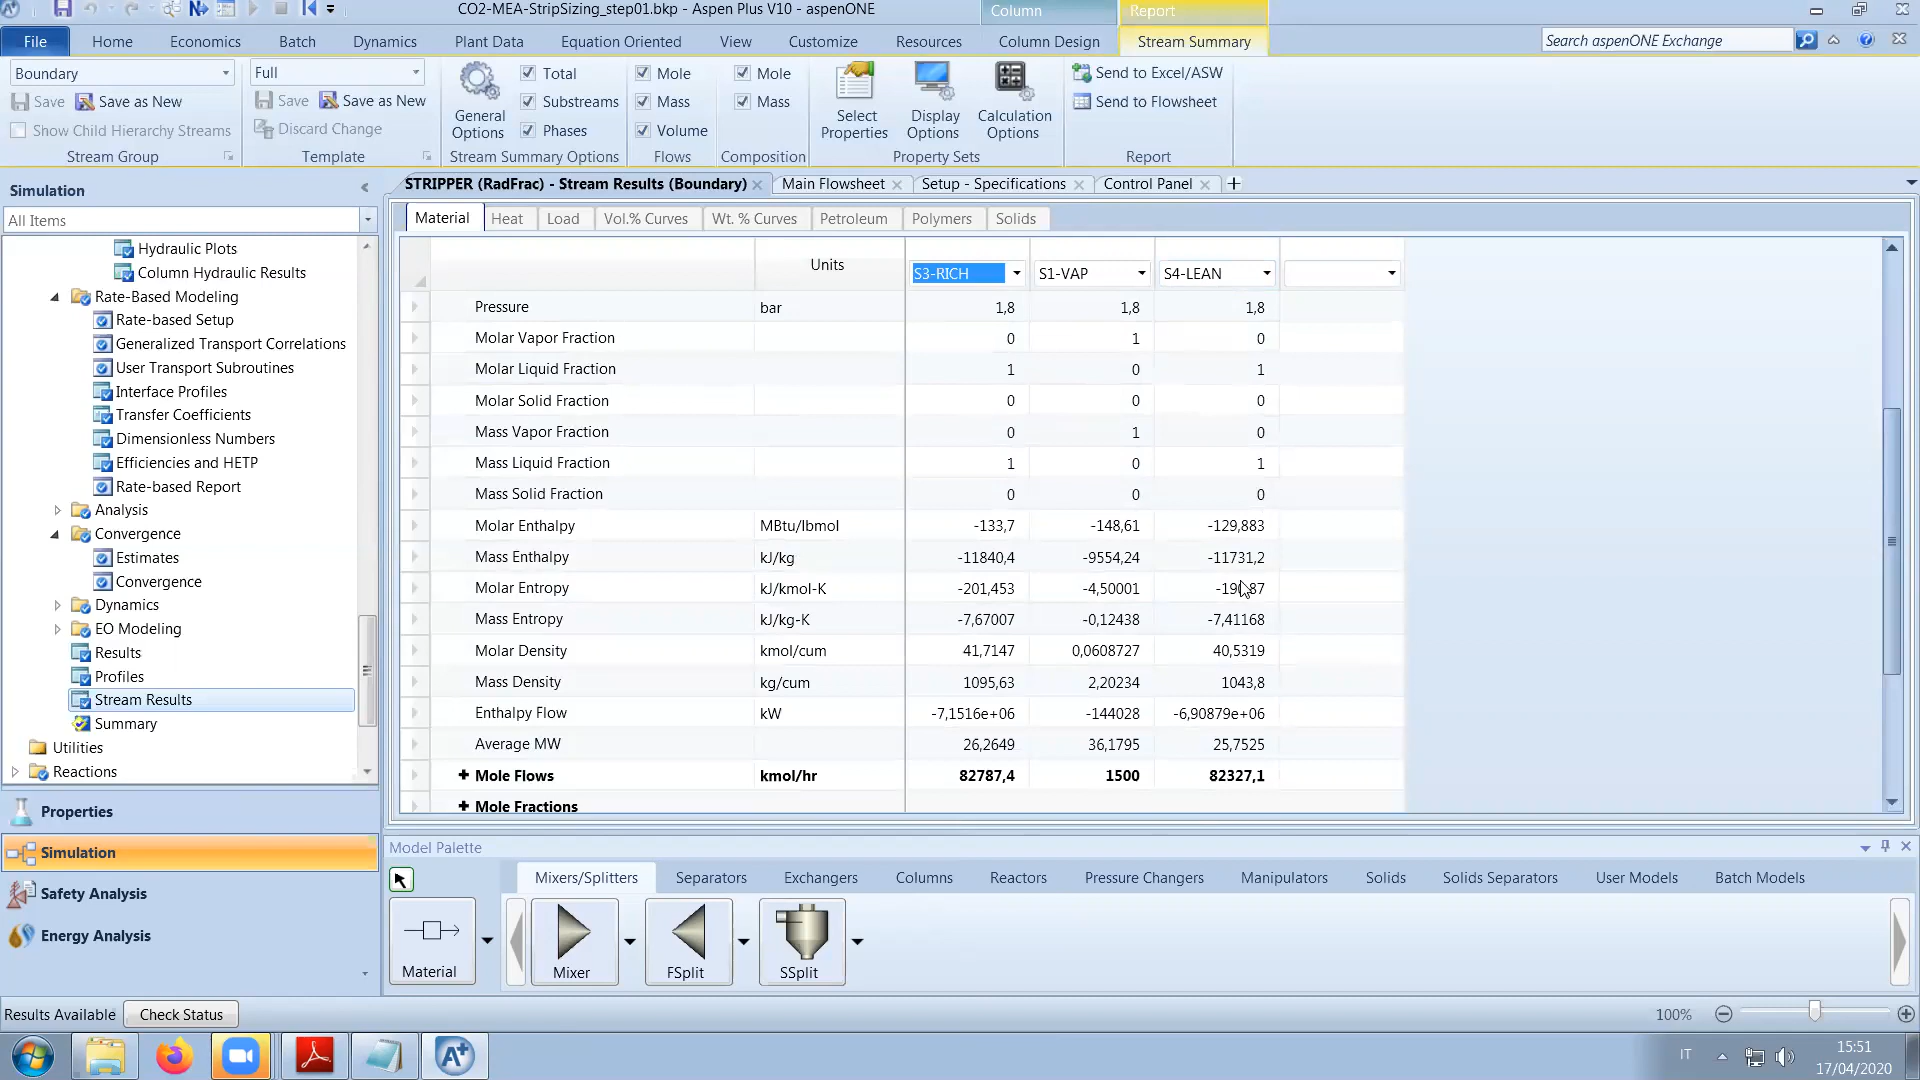 CO2-MEA-StripSizing_step01.bkp - Aspen Plus V10 - aspenONE
Column
Report
File
Home
Economics
Batch
Dynamics
Plant Data
Equation Oriented
View
Customize
Resources
Column Design
Stream Summary
Search aspenONE Exchange
Boundary
Save
Save as New
Show Child Hierarchy Streams
Stream Group
Full
Save
Save as New
Discard Change
Template
General Options
Total
Substreams
Phases
Stream Summary Options
Mole
Mass
Volume
Flows
Mole
Mass
Composition
Select Properties
Display Options
Calculation Options
Property Sets
Send to Excel/ASW
Send to Flowsheet
Report
Simulation
All Items
Hydraulic Plots
Column Hydraulic Results
Rate-Based Modeling
Rate-based Setup
Generalized Transport Correlations
User Transport Subroutines
Interface Profiles
Transfer Coefficients
Dimensionless Numbers
Efficiencies and HETP
Rate-based Report
Analysis
Convergence
Estimates
Convergence
Dynamics
EO Modeling
Results
Profiles
Stream Results
Summary
Utilities
Reactions
Properties
Simulation
Safety Analysis
Energy Analysis
STRIPPER (RadFrac) - Stream Results (Boundary)
Main Flowsheet
Setup - Specifications
Control Panel
Material
Heat
Load
Vol.% Curves
Wt. % Curves
Petroleum
Polymers
Solids
Units S3-RICH S1-VAP S4-LEAN
Pressure bar 1,8 1,8 1,8
Molar Vapor Fraction 0 1 0
Molar Liquid Fraction 1 0 1
Molar Solid Fraction 0 0 0
Mass Vapor Fraction 0 1 0
Mass Liquid Fraction 1 0 1
Mass Solid Fraction 0 0 0
Molar Enthalpy MBtu/lbmol -133,7 -148,61 -129,883
Mass Enthalpy kJ/kg -11840,4 -9554,24 -11731,2
Molar Entropy kJ/kmol-K -201,453 -4,50001
Mass Entropy kJ/kg-K -7,67007 -0,12438 -7,41168
Molar Density kmol/cum 41,7147 0,0608727 40,5319
Mass Density kg/cum 1095,63 2,20234 1043,8
Enthalpy Flow kW -7,1516e+06 -144028 -6,90879e+06
Average MW 26,2649 36,1795 25,7525
Mole Flows kmol/hr 82787,4 1500 82327,1
Mole Fractions
Model Palette
Mixers/Splitters
Separators
Exchangers
Columns
Reactors
Pressure Changers
Manipulators
Solids
Solids Separators
User Models
Batch Models
Material
Mixer
FSplit
SSplit
Results Available
Check Status
100%
IT
15:51
17/04/2020